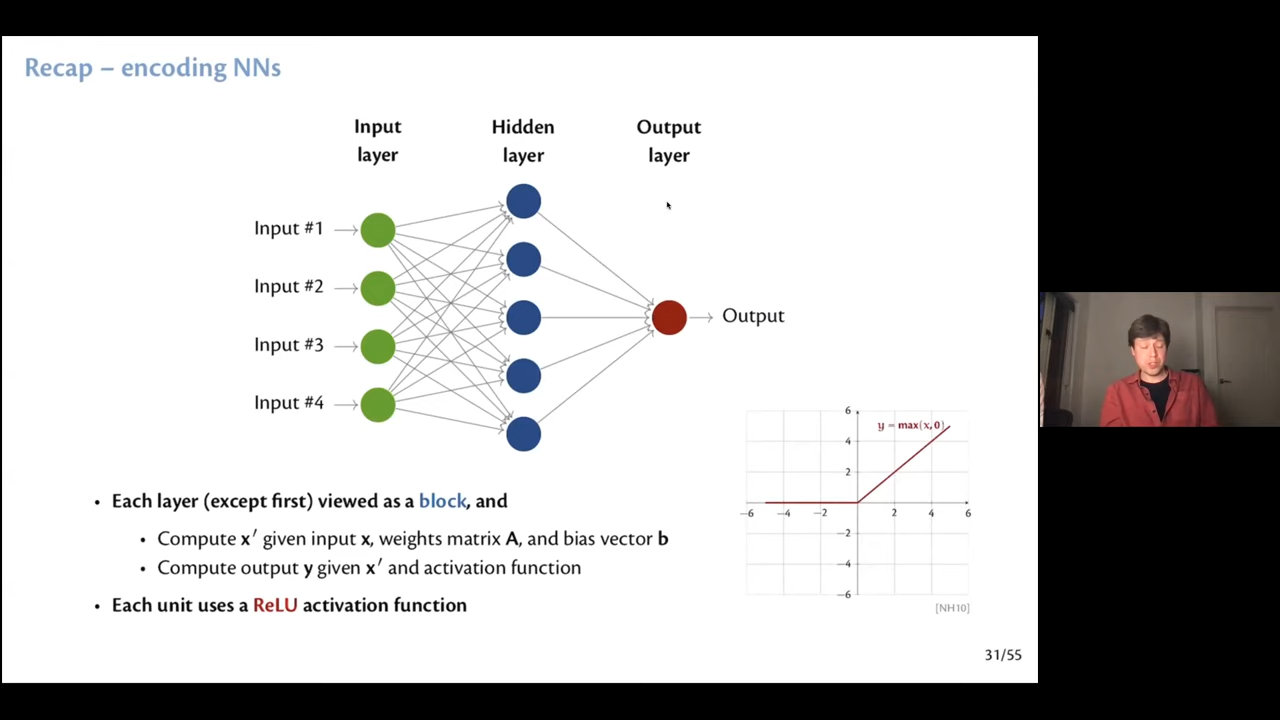 Recap – encoding NNs
Input
layer
Hidden
layer
Output
layer
Input #1
Input #2
Input #3
Input #4
Output
6
4
2
−2
−4
−6
−6
−4
−2
2
4
6
y = max(x, 0)
[NH10]
• Each layer (except first) viewed as a block, and
• Compute x′ given input x, weights matrix A, and bias vector b
• Compute output y given x′ and activation function
• Each unit uses a ReLU activation function
31/55